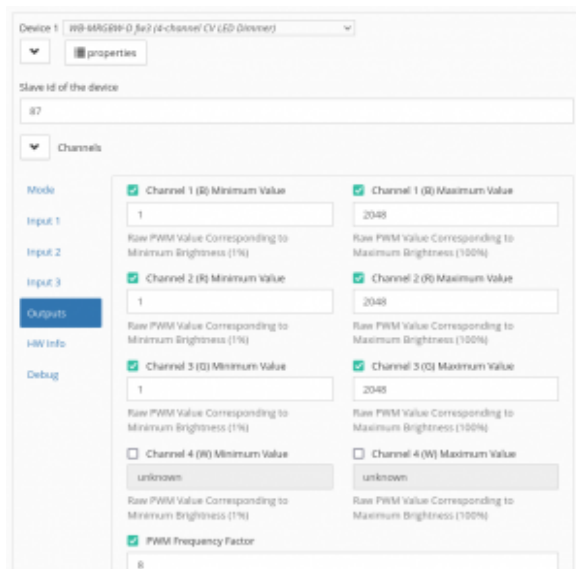 Device 1 WB-MRGBW-D fw3 (4-channel CV LED Dimmer)
properties
Slave id of the device
87
Channels
Mode
Input 1
Input 2
Input 3
Outputs
HW Info
Debug
Channel 1 (B) Minimum Value
1
Raw PWM Value Corresponding to
Minimum Brightness (1%)
Channel 1 (B) Maximum Value
2048
Raw PWM Value Corresponding to
Maximum Brightness (100%)
Channel 2 (R) Minimum Value
1
Raw PWM Value Corresponding to
Minimum Brightness (1%)
Channel 2 (R) Maximum Value
2048
Raw PWM Value Corresponding to
Maximum Brightness (100%)
Channel 3 (G) Minimum Value
1
Raw PWM Value Corresponding to
Minimum Brightness (1%)
Channel 3 (G) Maximum Value
2048
Raw PWM Value Corresponding to
Maximum Brightness (100%)
Channel 4 (W) Minimum Value
unknown
Raw PWM Value Corresponding to
Minimum Brightness (1%)
Channel 4 (W) Maximum Value
unknown
Raw PWM Value Corresponding to
Maximum Brightness (100%)
PWM Frequency Factor
8